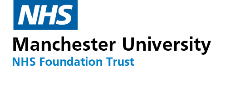 NHS
Manchester University
NHS Foundation Trust